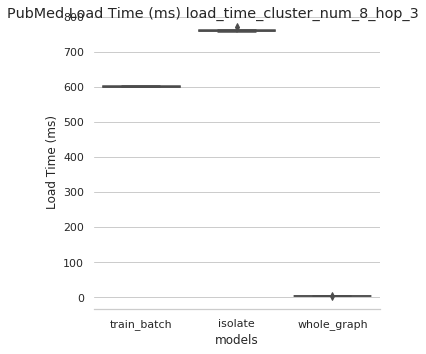 PubMed Load Time (ms) load_time_cluster_num_8_hop_3
800
700
600
500
400
300
200
100
0
Load Time (ms)
train_batch isolate whole_graph
models